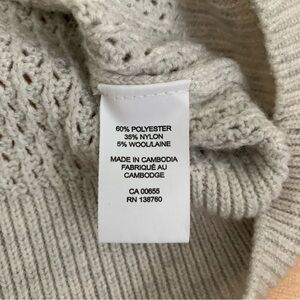 60% POLYESTER
35% NYLON
5% WOOL/LAINE
MADE IN CAMBODIA
FABRIQUÉ AU
CAMBODGE
CA 00655
RN 138760